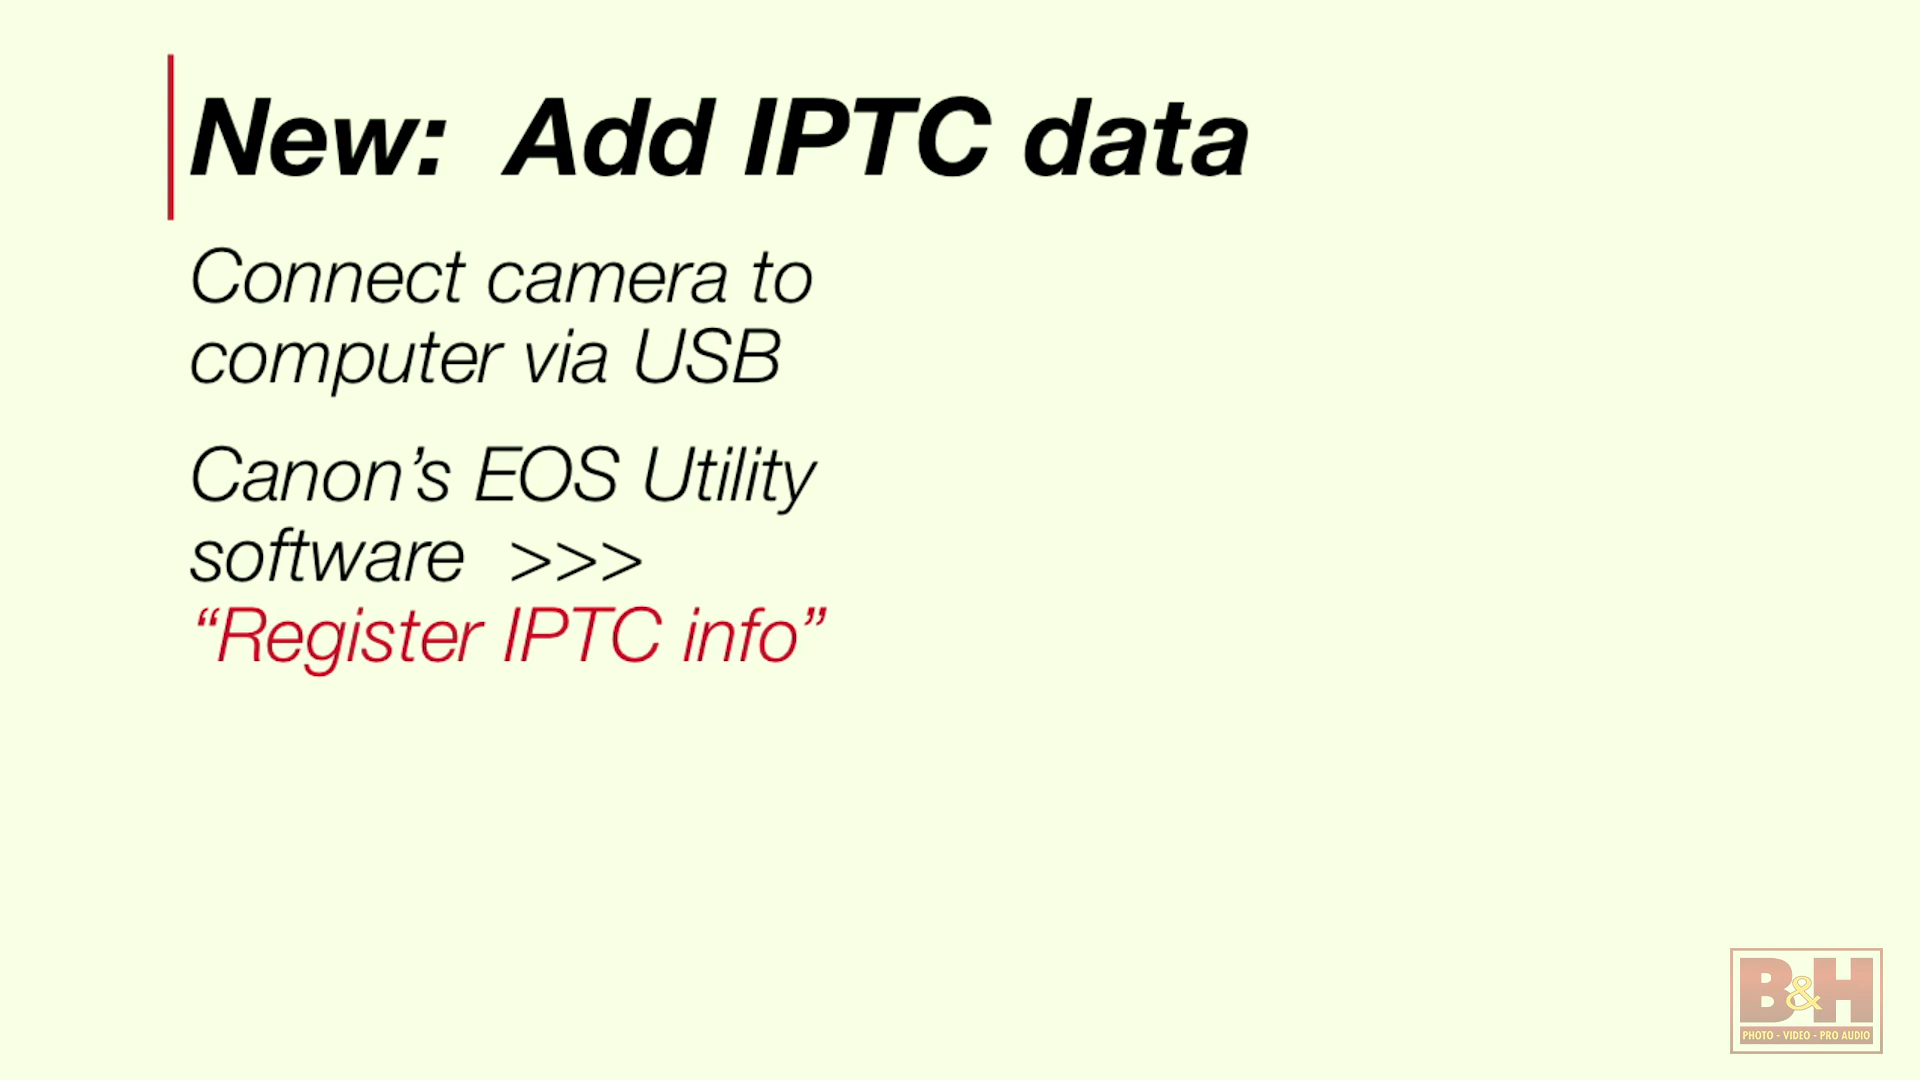 New:  Add IPTC data
Connect camera to
computer via USB
Canon’s EOS Utility
software  >>>
“Register IPTC info”
B&H
PHOTO - VIDEO - PRO AUDIO